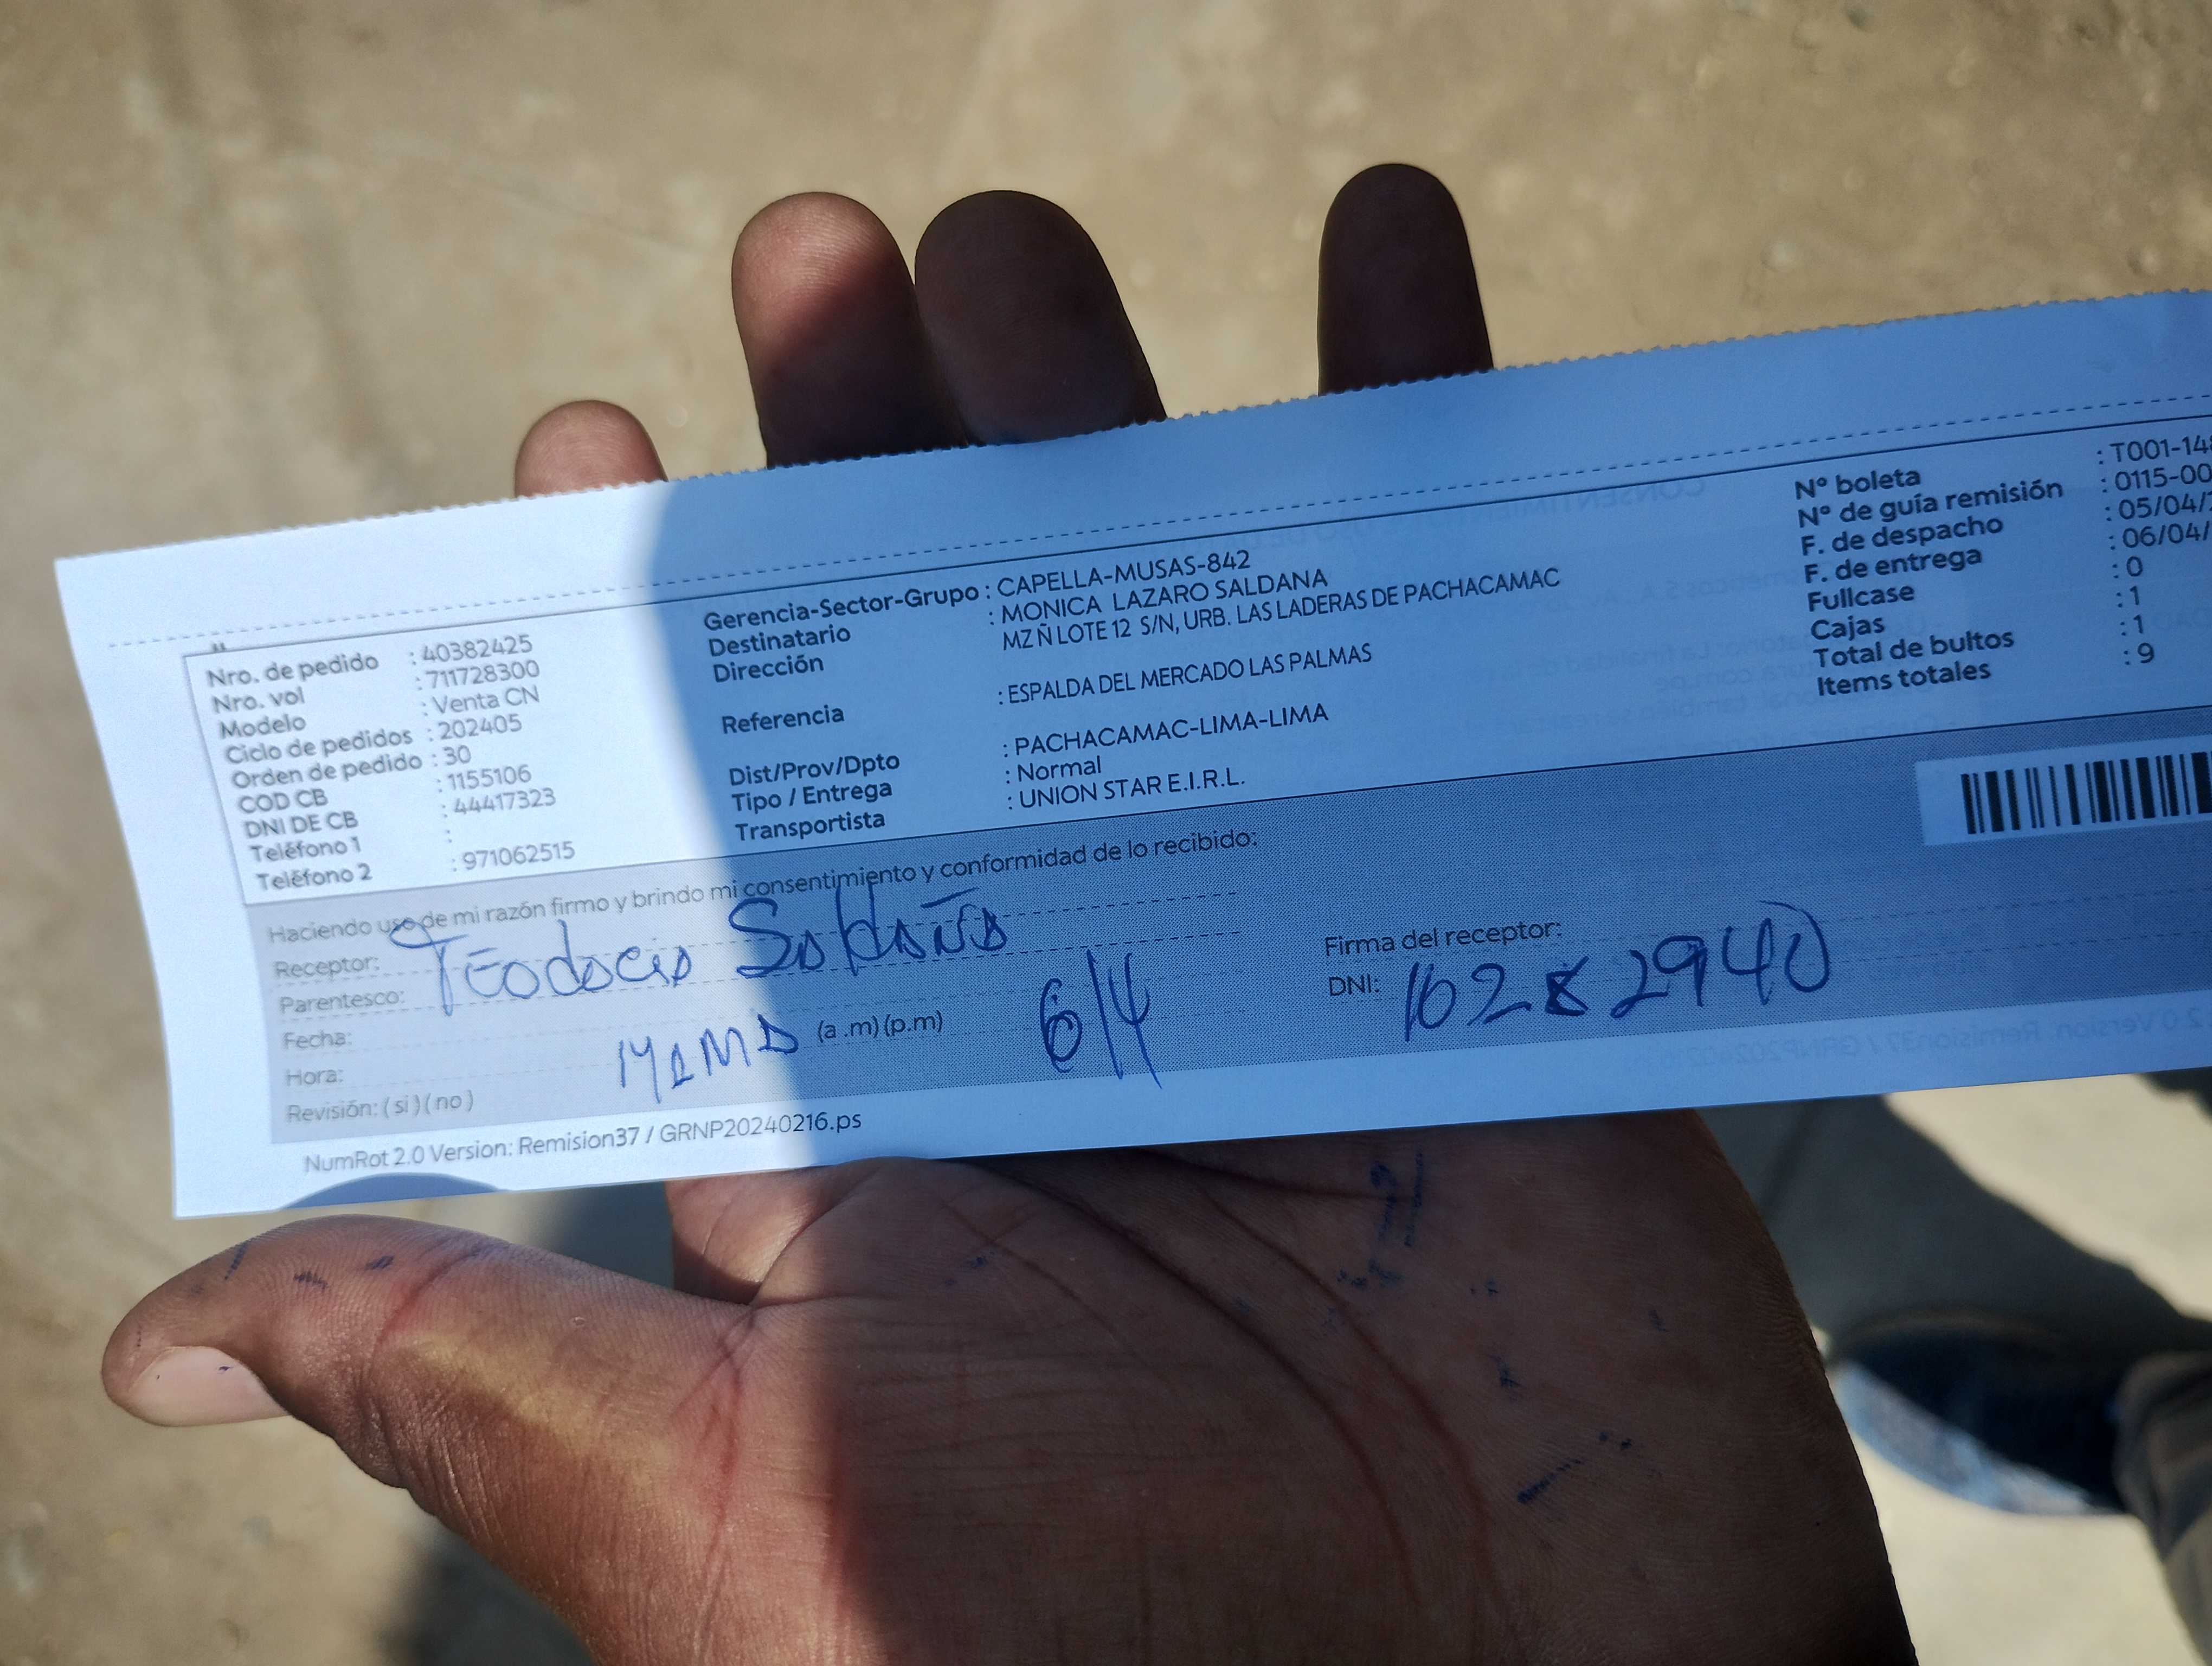 Nro. de pedido : 40382425
Nro. vol : 711728300
Modelo : Venta CN
Ciclo de pedidos : 202405
Orden de pedido : 30
COD CB : 1155106
DNI DE CB : 44417323
Teléfono 1 :
Teléfono 2 : 971062515
Gerencia-Sector-Grupo : CAPELLA-MUSAS-842
Destinatario : MONICA LAZARO SALDANA
Dirección MZ Ñ LOTE 12 S/N, URB. LAS LADERAS DE PACHACAMAC
Referencia : ESPALDA DEL MERCADO LAS PALMAS
Dist/Prov/Dpto : PACHACAMAC-LIMA-LIMA
Tipo / Entrega : Normal
Transportista : UNION STAR E.I.R.L.
Nº boleta : T001-148
Nº de guía remisión : 0115-00
F. de despacho : 05/04/
F. de entrega : 06/04/
Fullcase : 0
Cajas : 1
Total de bultos : 1
Items totales : 9
Haciendo uso de mi razón firmo y brindo mi consentimiento y conformidad de lo recibido:
Receptor: Saldaña
Parentesco:
Fecha:
Hora: MAMA (a .m) (p.m) 6/4
Revisión: ( si ) ( no )
Firma del receptor:
DNI: 10282940
NumRot 2.0 Version: Remision37 / GRNP20240216.ps